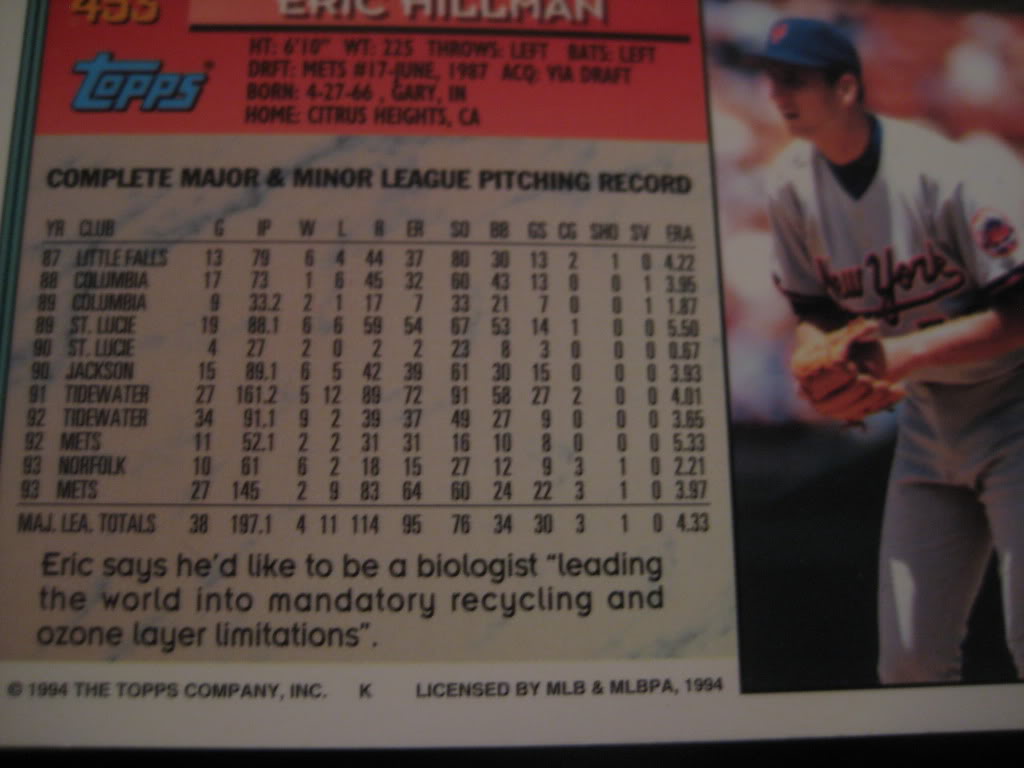 453
ERIC HILLMAN
TOPPS
HT: 6'10" WT: 225 THROWS: LEFT BATS: LEFT
DRFT: METS #17-JUNE, 1987 ACQ: VIA DRAFT
BORN: 4-27-66, GARY, IN
HOME: CITRUS HEIGHTS, CA
COMPLETE MAJOR & MINOR LEAGUE PITCHING RECORD
YR CLUB G IP W L R ER SO BB GS CG SHO SV ERA
87 LITTLE FALLS 13 79 6 4 44 37 80 30 13 2 1 0 4.22
88 COLUMBIA 17 73 1 6 45 32 60 43 13 0 0 1 3.95
89 COLUMBIA 9 33.2 2 1 17 7 33 21 7 0 0 1 1.87
89 ST. LUCIE 19 88.1 6 6 59 54 67 53 14 1 0 0 5.50
90 ST. LUCIE 4 27 2 0 2 2 23 8 3 0 0 0 0.67
90 JACKSON 15 89.1 6 5 42 39 61 30 15 0 0 0 3.93
91 TIDEWATER 27 161.2 5 12 89 72 91 58 27 2 0 0 4.01
92 TIDEWATER 34 91.1 9 2 39 37 49 27 9 0 0 0 3.65
92 METS 11 52.1 2 2 31 31 16 10 8 0 0 0 5.33
93 NORFOLK 10 61 6 2 18 15 27 12 9 3 1 0 2.21
93 METS 27 145 2 9 83 64 60 24 22 3 1 0 3.97
MAJ. LEA. TOTALS 38 197.1 4 11 114 95 76 34 30 3 1 0 4.33
Eric says he'd like to be a biologist "leading
the world into mandatory recycling and
ozone layer limitations".
© 1994 THE TOPPS COMPANY, INC. K LICENSED BY MLB & MLBPA, 1994
New York